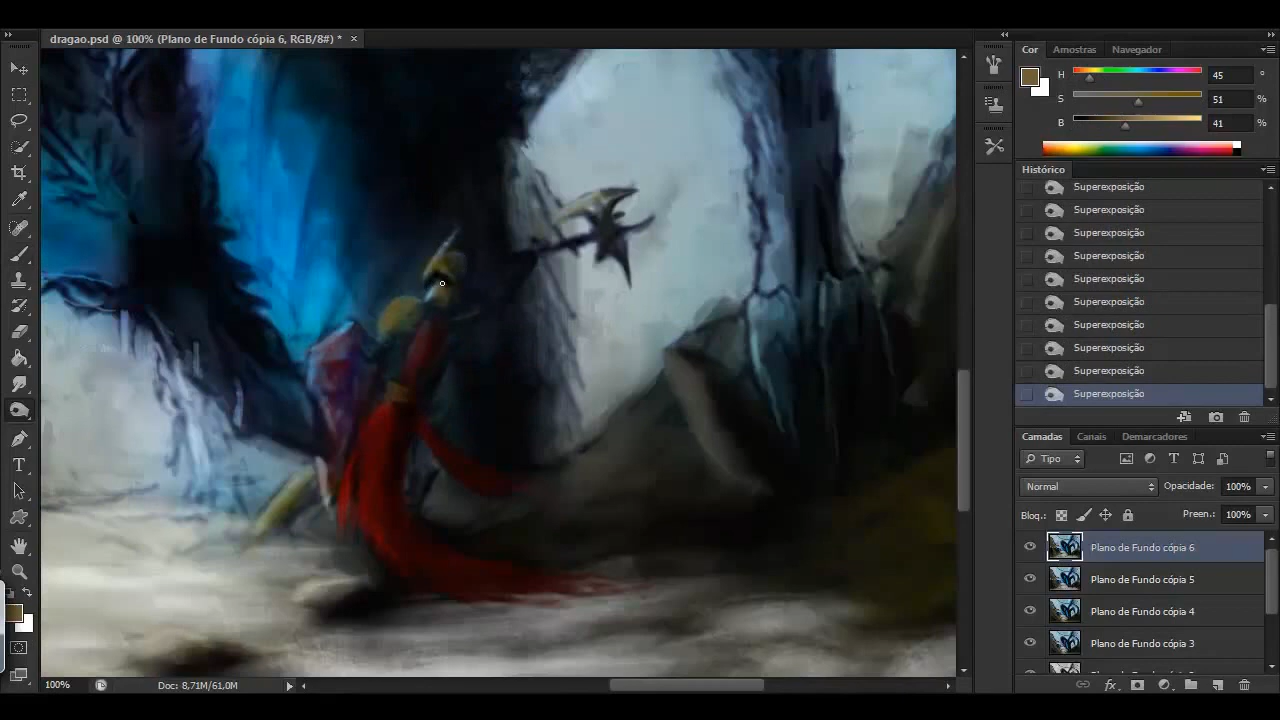 dragao.psd @ 100% (Plano de Fundo cópia 6, RGB/8#) * ×
Cor Amostras Navegador
H 45 °
S 51 %
B 41 %
Histórico
Superexposição
Superexposição
Superexposição
Superexposição
Superexposição
Superexposição
Superexposição
Superexposição
Superexposição
Superexposição
Camadas Canais Demarcadores
Tipo
Normal Opacidade: 100%
Bloq.: Preen.: 100%
Plano de Fundo cópia 6
Plano de Fundo cópia 5
Plano de Fundo cópia 4
Plano de Fundo cópia 3
100% Doc: 8,71M/61,0M